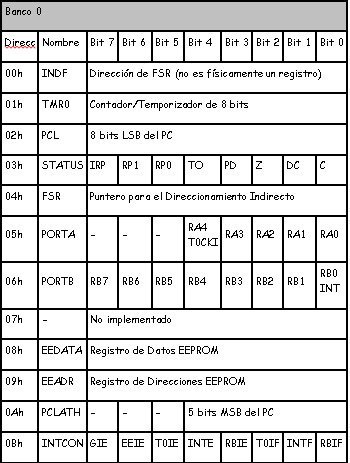 Banco 0
Direcc Nombre Bit 7 Bit 6 Bit 5 Bit 4 Bit 3 Bit 2 Bit 1 Bit 0
00h INDF Dirección de FSR (no es físicamente un registro)
01h TMR0 Contador/Temporizador de 8 bits
02h PCL 8 bits LSB del PC
03h STATUS IRP RP1 RP0 TO PD Z DC C
04h FSR Puntero para el Direccionamiento Indirecto
05h PORTA - - - RA4 T0CKI RA3 RA2 RA1 RA0
06h PORTB RB7 RB6 RB5 RB4 RB3 RB2 RB1 RB0 INT
07h - No implementado
08h EEDATA Registro de Datos EEPROM
09h EEADR Registro de Direcciones EEPROM
0Ah PCLATH - - - 5 bits MSB del PC
0Bh INTCON GIE EEIE T0IE INTE RBIE T0IF INTF RBIF